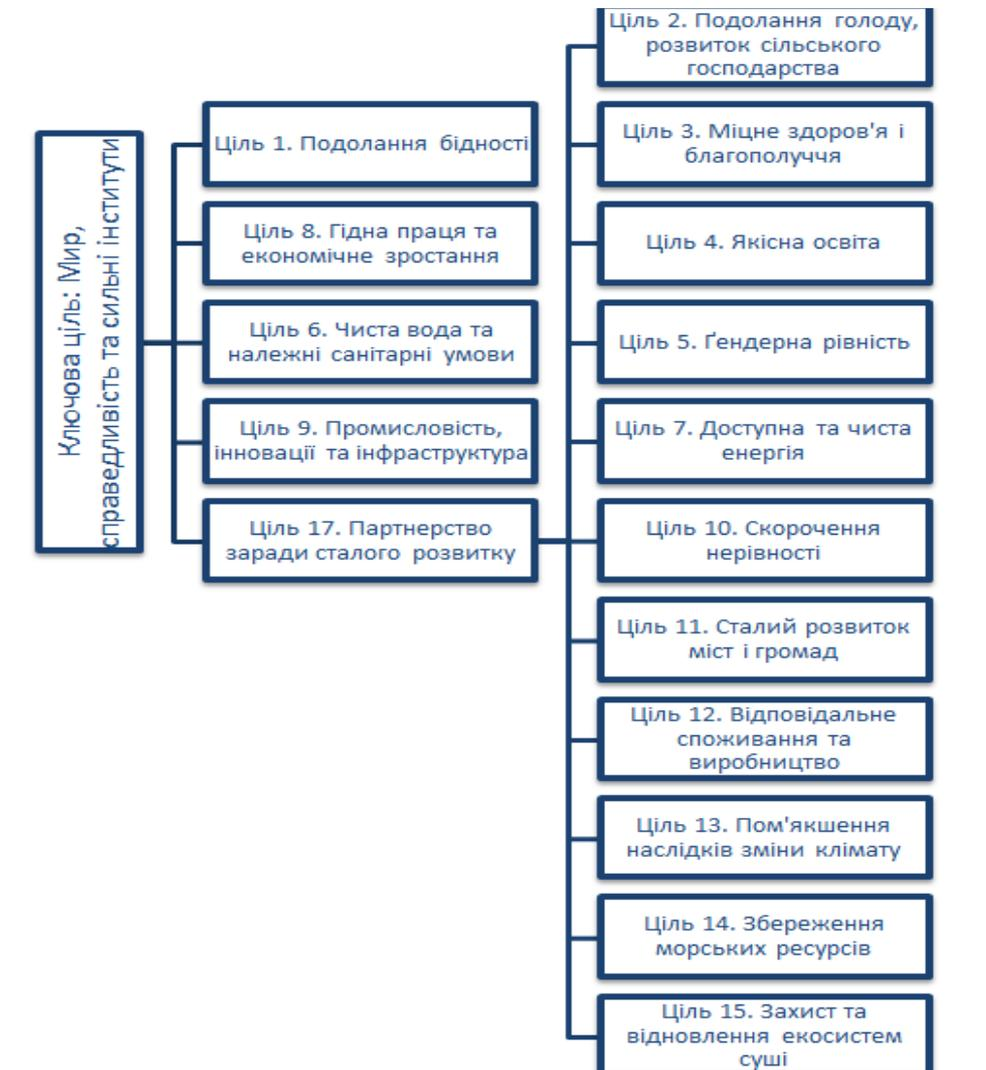 Ключова ціль: Мир,
справедливість та сильні інститути
Ціль 1. Подолання бідності
Ціль 8. Гідна праця та
економічне зростання
Ціль 6. Чиста вода та
належні санітарні умови
Ціль 9. Промисловість,
інновації та інфраструктура
Ціль 17. Партнерство
заради сталого розвитку
Ціль 2. Подолання голоду,
розвиток сільського
господарства
Ціль 3. Міцне здоров'я і
благополуччя
Ціль 4. Якісна освіта
Ціль 5. Ґендерна рівність
Ціль 7. Доступна та чиста
енергія
Ціль 10. Скорочення
нерівності
Ціль 11. Сталий розвиток
міст і громад
Ціль 12. Відповідальне
споживання та
виробництво
Ціль 13. Пом'якшення
наслідків зміни клімату
Ціль 14. Збереження
морських ресурсів
Ціль 15. Захист та
відновлення екосистем
суші